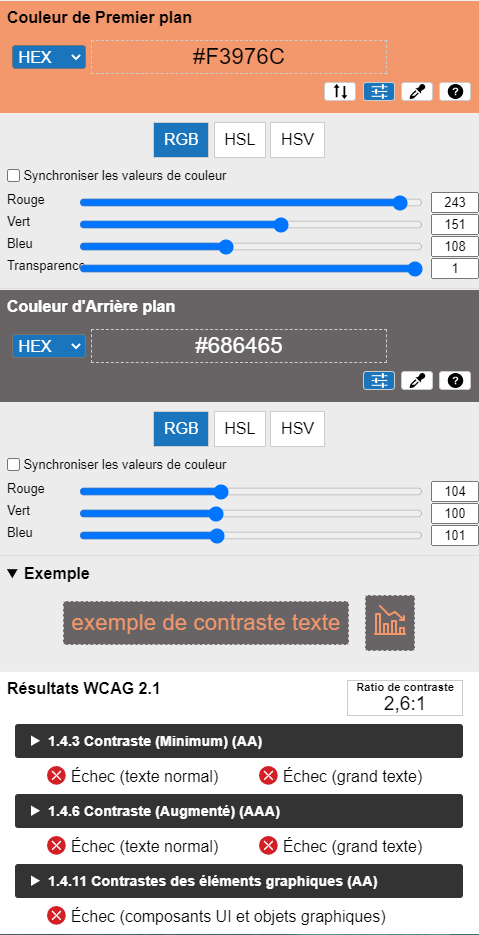 Couleur de Premier plan
HEX #F3976C
RGB HSL HSV
Synchroniser les valeurs de couleur
Rouge 243
Vert 151
Bleu 108
Transparence 1
Couleur d'Arrière plan
HEX #686465
RGB HSL HSV
Synchroniser les valeurs de couleur
Rouge 104
Vert 100
Bleu 101
Exemple
exemple de contraste texte
Résultats WCAG 2.1
Ratio de contraste
2,6:1
1.4.3 Contraste (Minimum) (AA)
Échec (texte normal) Échec (grand texte)
1.4.6 Contraste (Augmenté) (AAA)
Échec (texte normal) Échec (grand texte)
1.4.11 Contrastes des éléments graphiques (AA)
Échec (composants UI et objets graphiques)